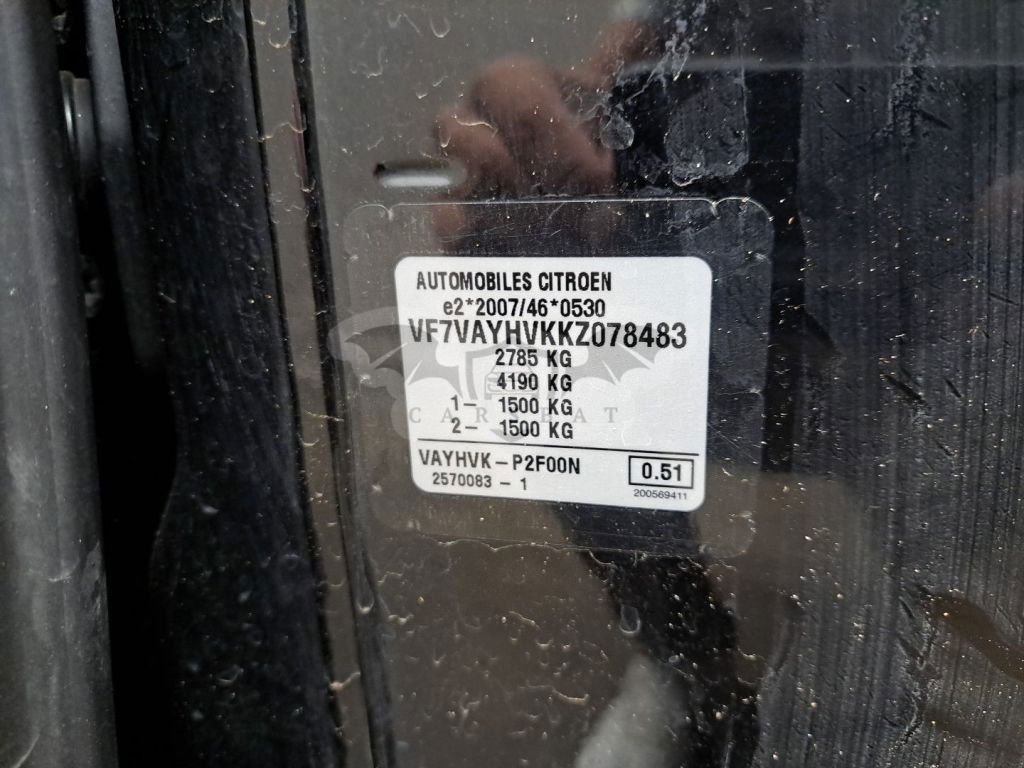 AUTOMOBILES CITROEN
e2*2007/46*0530
VF7VAYHVKKZ078483
2785 KG
4190 KG
1- 1500 KG
2- 1500 KG
CARSEAT
VAYHVK-P2F00N
0.51
2570083-1
200569411